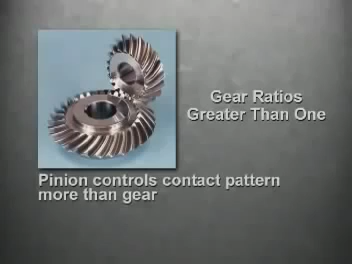 Gear Ratios
Greater Than One
Pinion controls contact pattern
more than gear